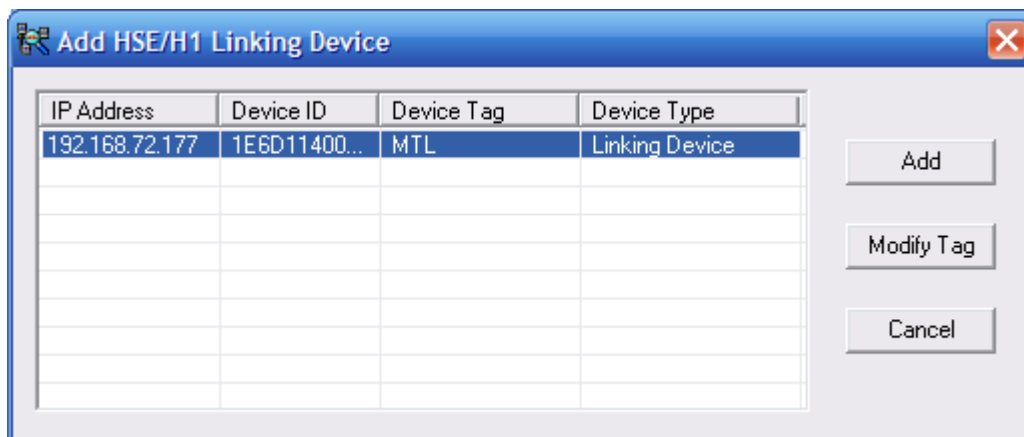 Add HSE/H1 Linking Device
IP Address Device ID Device Tag Device Type
192.168.72.177 1E6D11400... MTL Linking Device
Add
Modify Tag
Cancel